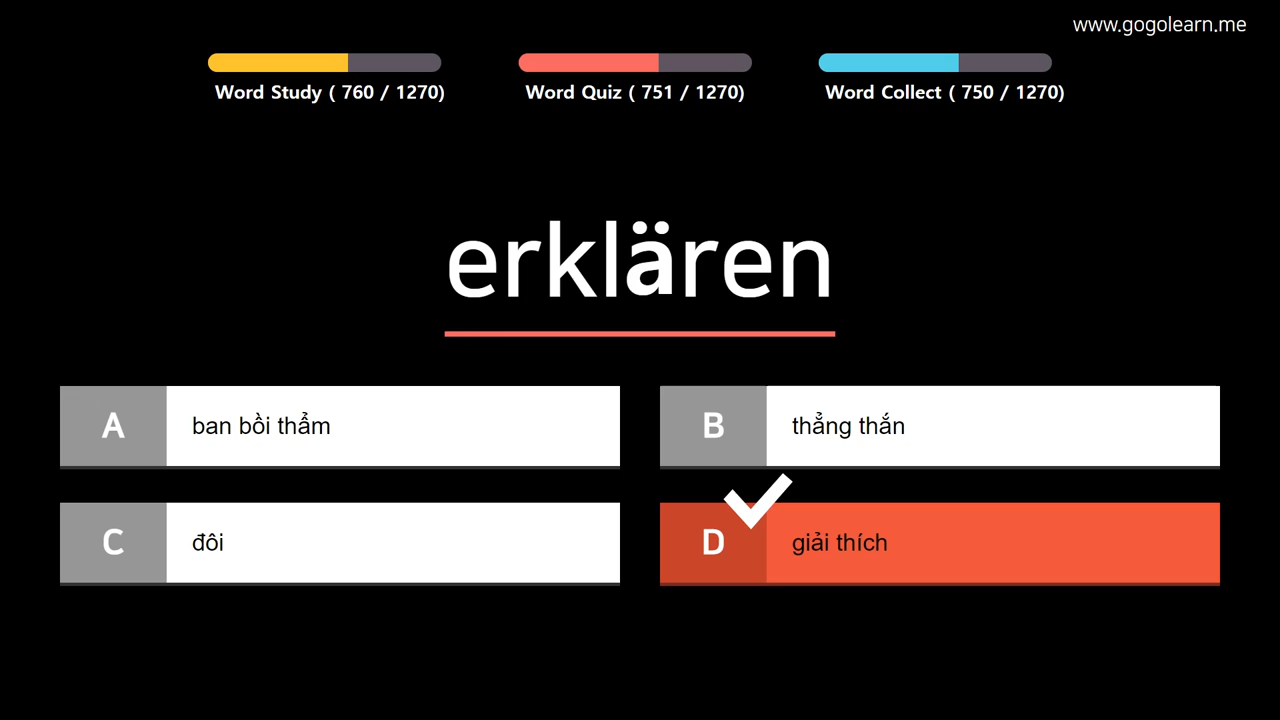 www.gogolearn.me
Word Study ( 760 / 1270)
Word Quiz ( 751 / 1270)
Word Collect ( 750 / 1270)
erklären
A ban bồi thẩm
B thẳng thắn
C đôi
D giải thích